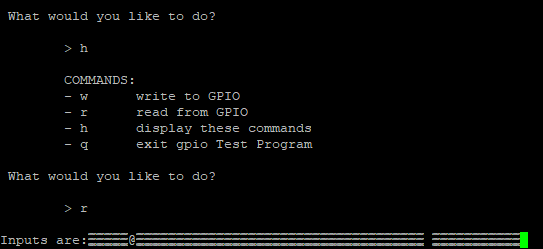 What would you like to do?
> h
COMMANDS:
- w write to GPIO
- r read from GPIO
- h display these commands
- q exit gpio Test Program
What would you like to do?
> r
Inputs are: